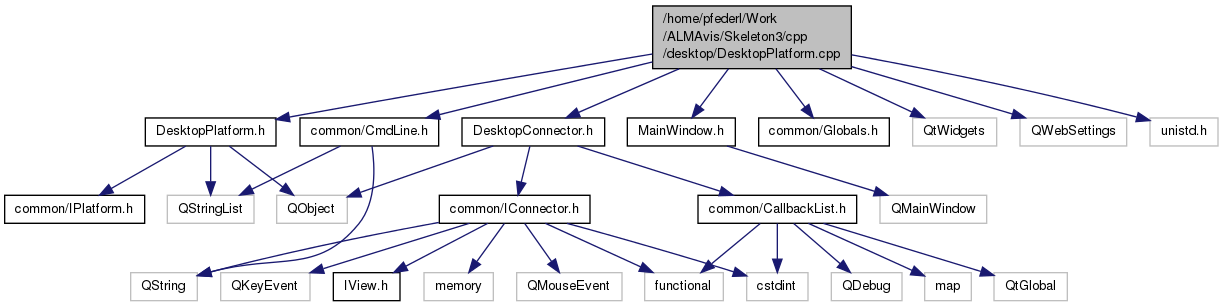 /home/pfederl/Work
/ALMAvis/Skeleton3/cpp
/desktop/DesktopPlatform.cpp
DesktopPlatform.h
common/CmdLine.h
DesktopConnector.h
MainWindow.h
common/Globals.h
QtWidgets
QWebSettings
unistd.h
common/IPlatform.h
QStringList
QObject
common/IConnector.h
common/CallbackList.h
QMainWindow
QString
QKeyEvent
IView.h
memory
QMouseEvent
functional
cstdint
QDebug
map
QtGlobal